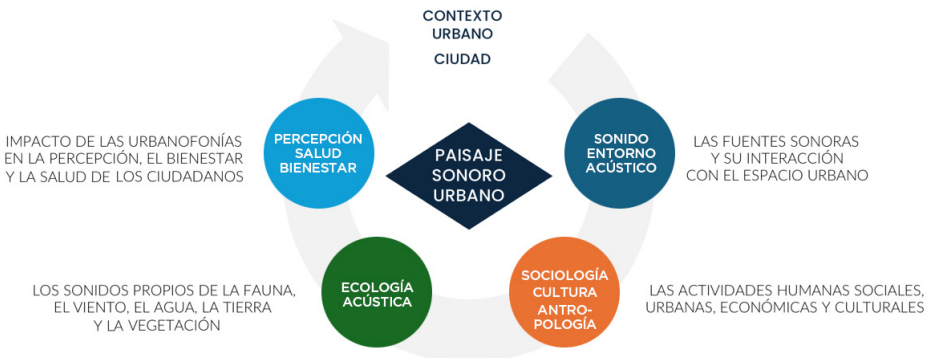 CONTEXTO
URBANO
CIUDAD
IMPACTO DE LAS URBANOFONÍAS
EN LA PERCEPCIÓN, EL BIENESTAR
Y LA SALUD DE LOS CIUDADANOS
PERCEPCIÓN
SALUD
BIENESTAR
PAISAJE
SONORO
URBANO
SONIDO
ENTORNO
ACÚSTICO
LAS FUENTES SONORAS
Y SU INTERACCIÓN
CON EL ESPACIO URBANO
LOS SONIDOS PROPIOS DE LA FAUNA,
EL VIENTO, EL AGUA, LA TIERRA
Y LA VEGETACIÓN
ECOLOGÍA
ACÚSTICA
SOCIOLOGÍA
CULTURA
ANTRO-
POLOGÍA
LAS ACTIVIDADES HUMANAS SOCIALES,
URBANAS, ECONÓMICAS Y CULTURALES